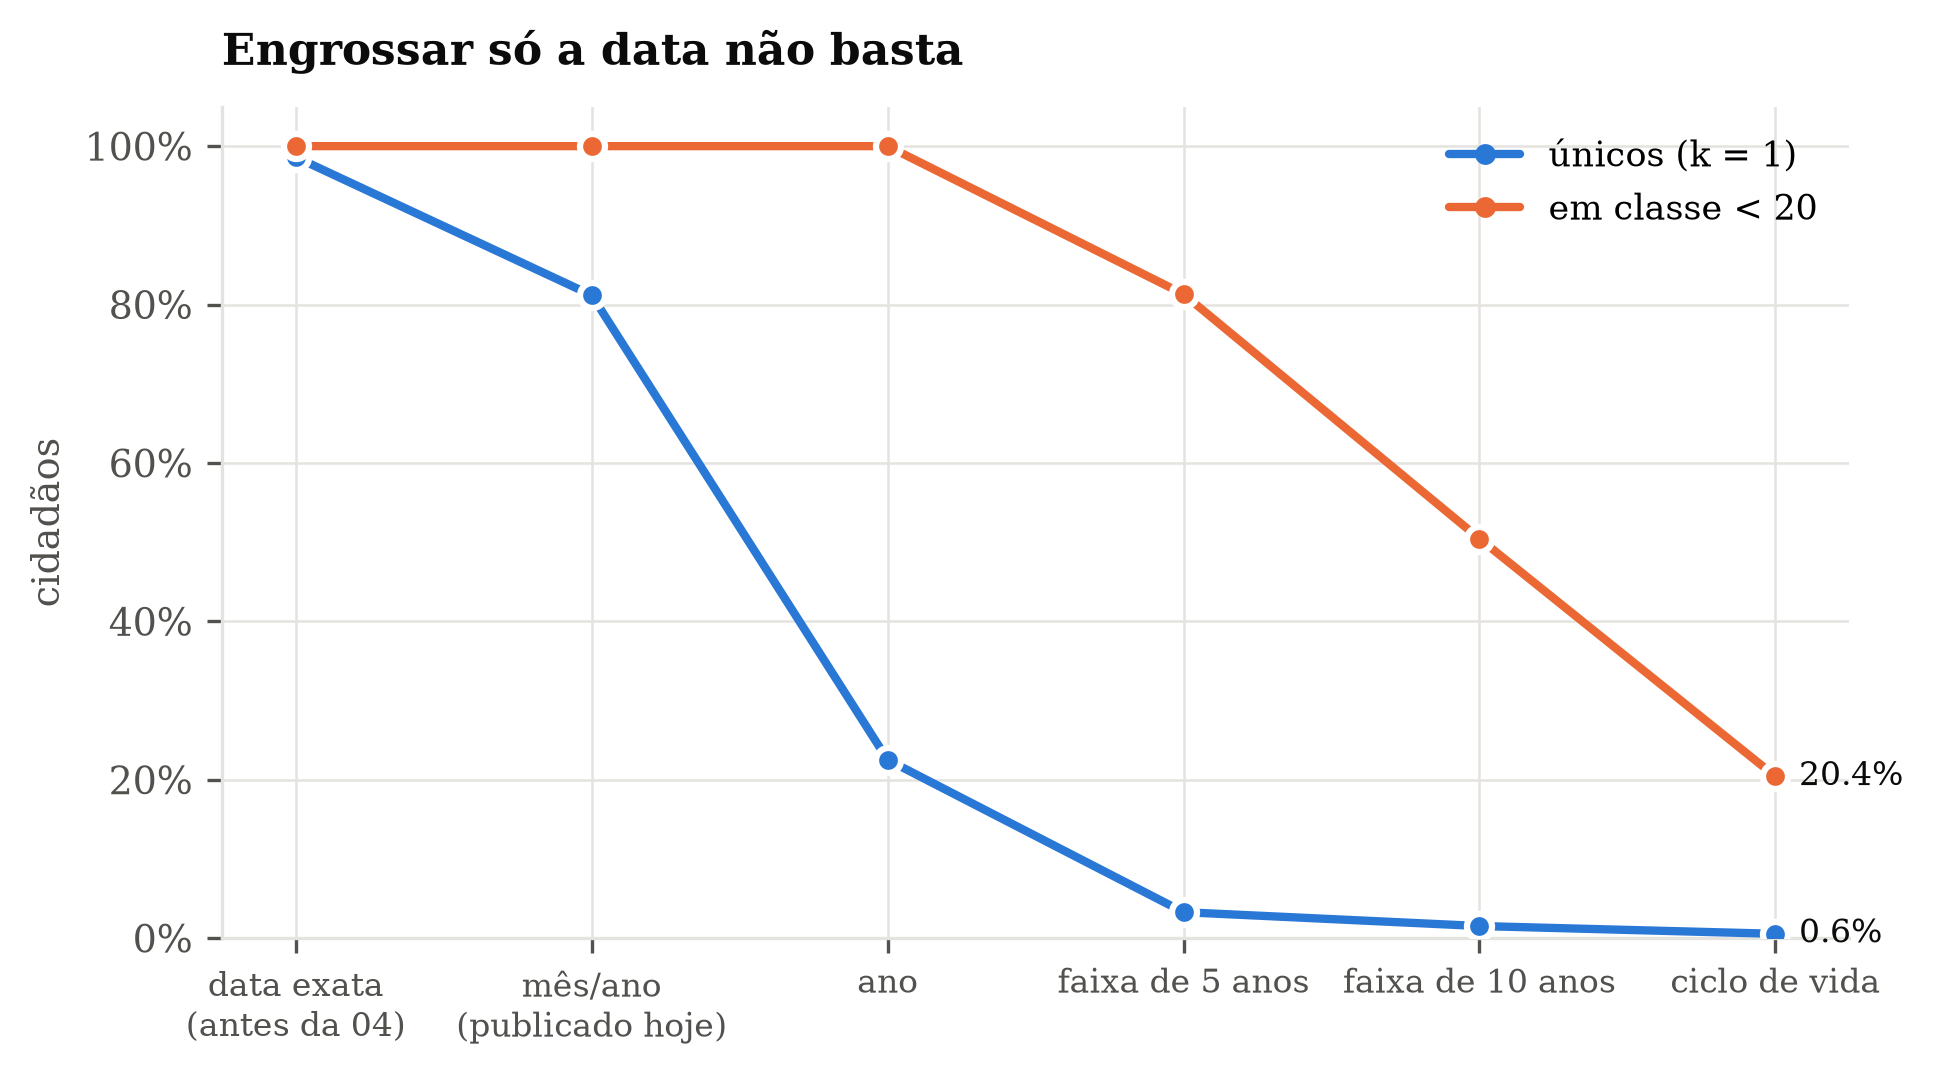 Engrossar só a data não basta
100%
80%
60%
40%
20%
0%
cidadãos
únicos (k = 1)
em classe < 20
20.4%
0.6%
data exata
(antes da 04)
mês/ano
(publicado hoje)
ano
faixa de 5 anos
faixa de 10 anos
ciclo de vida